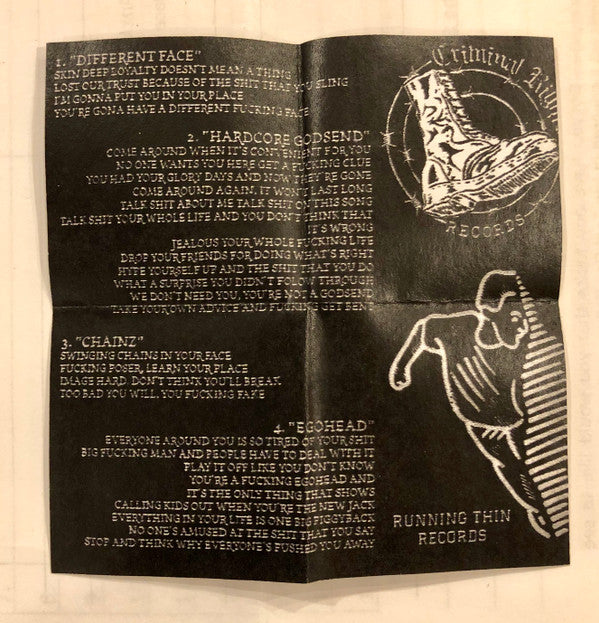 1. "DIFFERENT FACE"
SKIN DEEP LOYALTY DOESN'T MEAN A THING
LOST OUR TRUST BECAUSE OF THE SHIT THAT YOU SLING
I'M GONNA PUT YOU IN YOUR PLACE
YOU'RE GONA HAVE A DIFFERENT FUCKING FACE
2. "HARDCORE GODSEND"
COME AROUND WHEN IT'S CONVENIENT FOR YOU
NO ONE WANTS YOU HERE GET A FUCKING CLUE
YOU HAD YOUR GLORY DAYS AND NOW THEY'RE GONE
COME AROUND AGAIN, IT WON'T LAST LONG
TALK SHIT ABOUT ME TALK SHIT ON THIS SONG
TALK SHIT YOUR WHOLE LIFE AND YOU DON'T THINK THAT
IT'S WRONG
JEALOUS YOUR WHOLE FUCKING LIFE
DROP YOUR FRIENDS FOR DOING WHAT'S RIGHT
HYPE YOURSELF UP AND THE SHIT THAT YOU DO
WHAT A SURPRISE YOU DIDN'T FOLOW THROUGH
WE DON'T NEED YOU, YOU'RE NOT A GODSEND
TAKE YOUR OWN ADVICE AND FUCKING GET BENT
3. "CHAINZ"
SWINGING CHAINS IN YOUR FACE
FUCKING POSER, LEARN YOUR PLACE
IMAGE HARD, DON'T THINK YOU'LL BREAK
TOO BAD YOU WILL, YOU FUCKING FAKE
4. "EGOHEAD"
EVERYONE AROUND YOU IS SO TIRED OF YOUR SHIT
BIG FUCKING MAN AND PEOPLE HAVE TO DEAL WITH IT
PLAY IT OFF LIKE YOU DON'T KNOW
YOU'RE A FUCKING EGOHEAD AND
IT'S THE ONLY THING THAT SHOWS
CALLING KIDS OUT WHEN YOU'RE THE NEW JACK
EVERYTHING IN YOUR LIFE IS ONE BIG PIGGYBACK
NO ONE'S AMUSED AT THE SHIT THAT YOU SAY
STOP AND THINK WHY EVERYONE'S PUSHED YOU AWAY
Criminal
RECORDS
RUNNING THIN
RECORDS